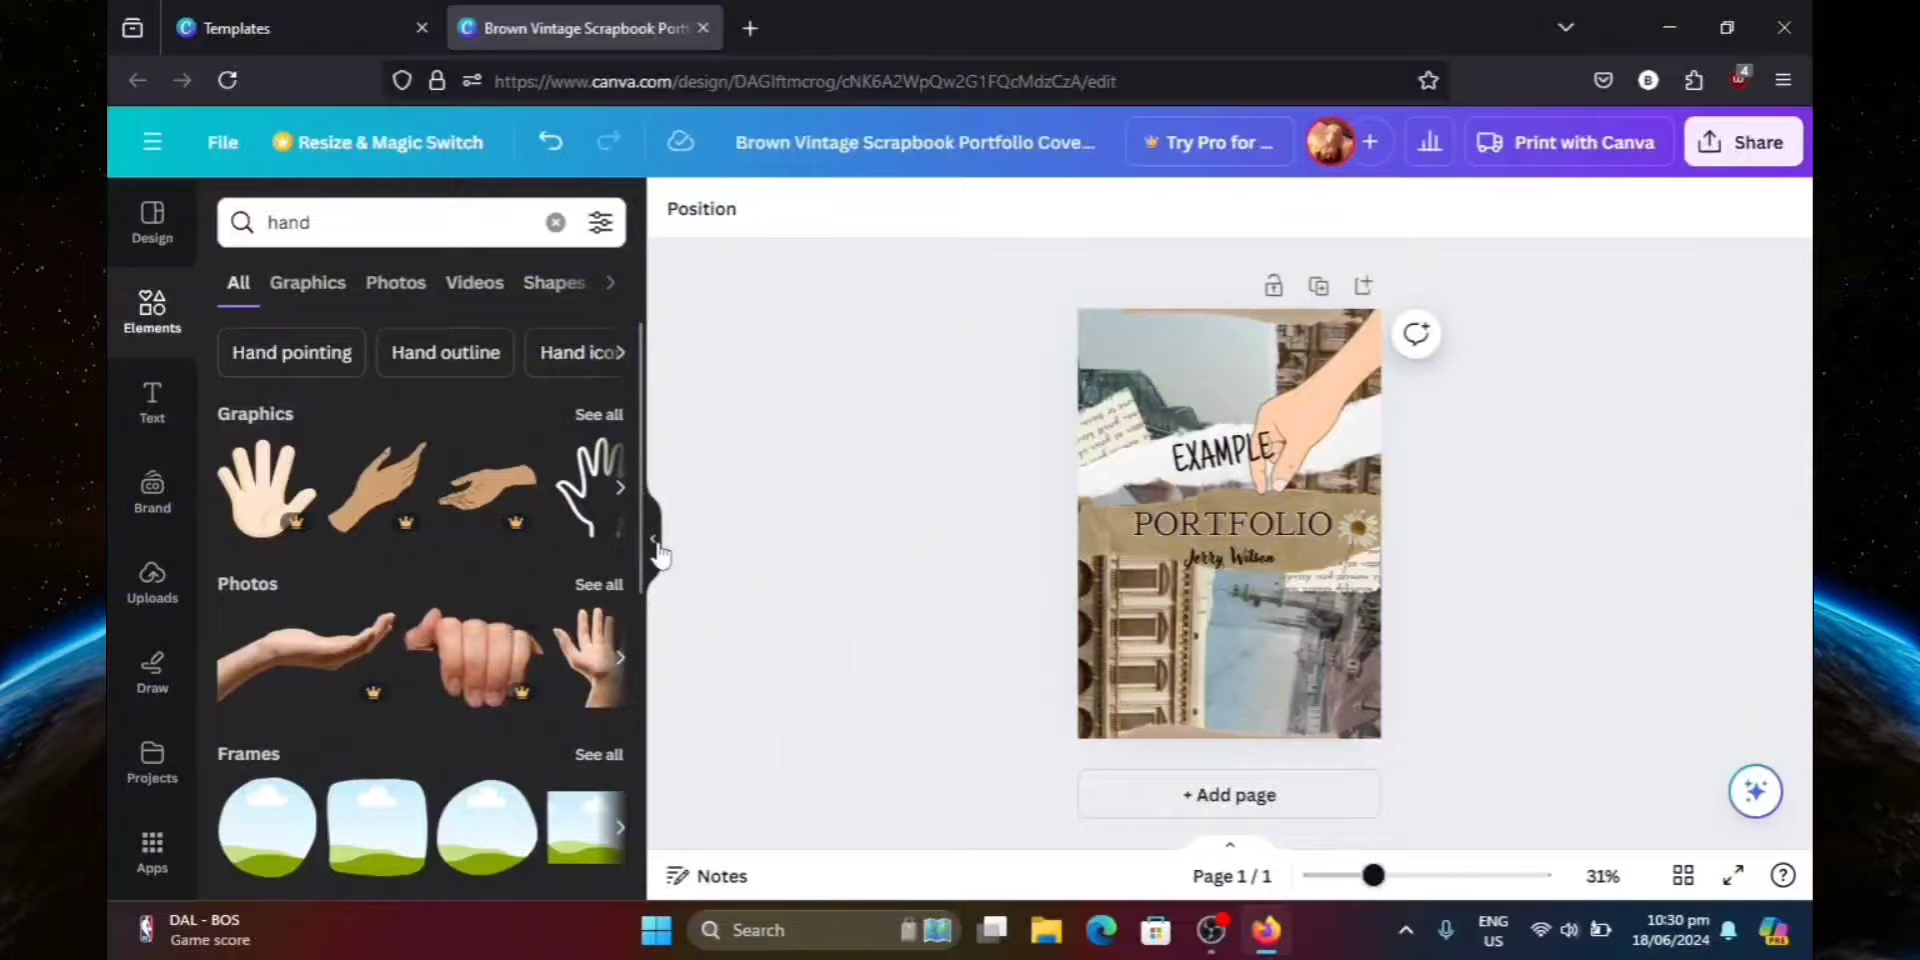 Templates
Brown Vintage Scrapbook Port
https://www.canva.com/design/DAGIftmcrog/cNK6A2WpQw2G1FQcMdzCzA/edit
B
4
File
Resize & Magic Switch
Brown Vintage Scrapbook Portfolio Cove...
Try Pro for ...
Print with Canva
Share
Design
Elements
Text
Brand
Uploads
Draw
Projects
Apps
hand
All
Graphics
Photos
Videos
Shapes
Hand pointing
Hand outline
Hand ico
Graphics
See all
Photos
See all
Frames
See all
Position
EXAMPLE
PORTFOLIO
Jerry Wilson
+ Add page
Notes
Page 1 / 1
31%
DAL - BOS
Game score
Search
ENG
US
10:30 pm
18/06/2024
PRE